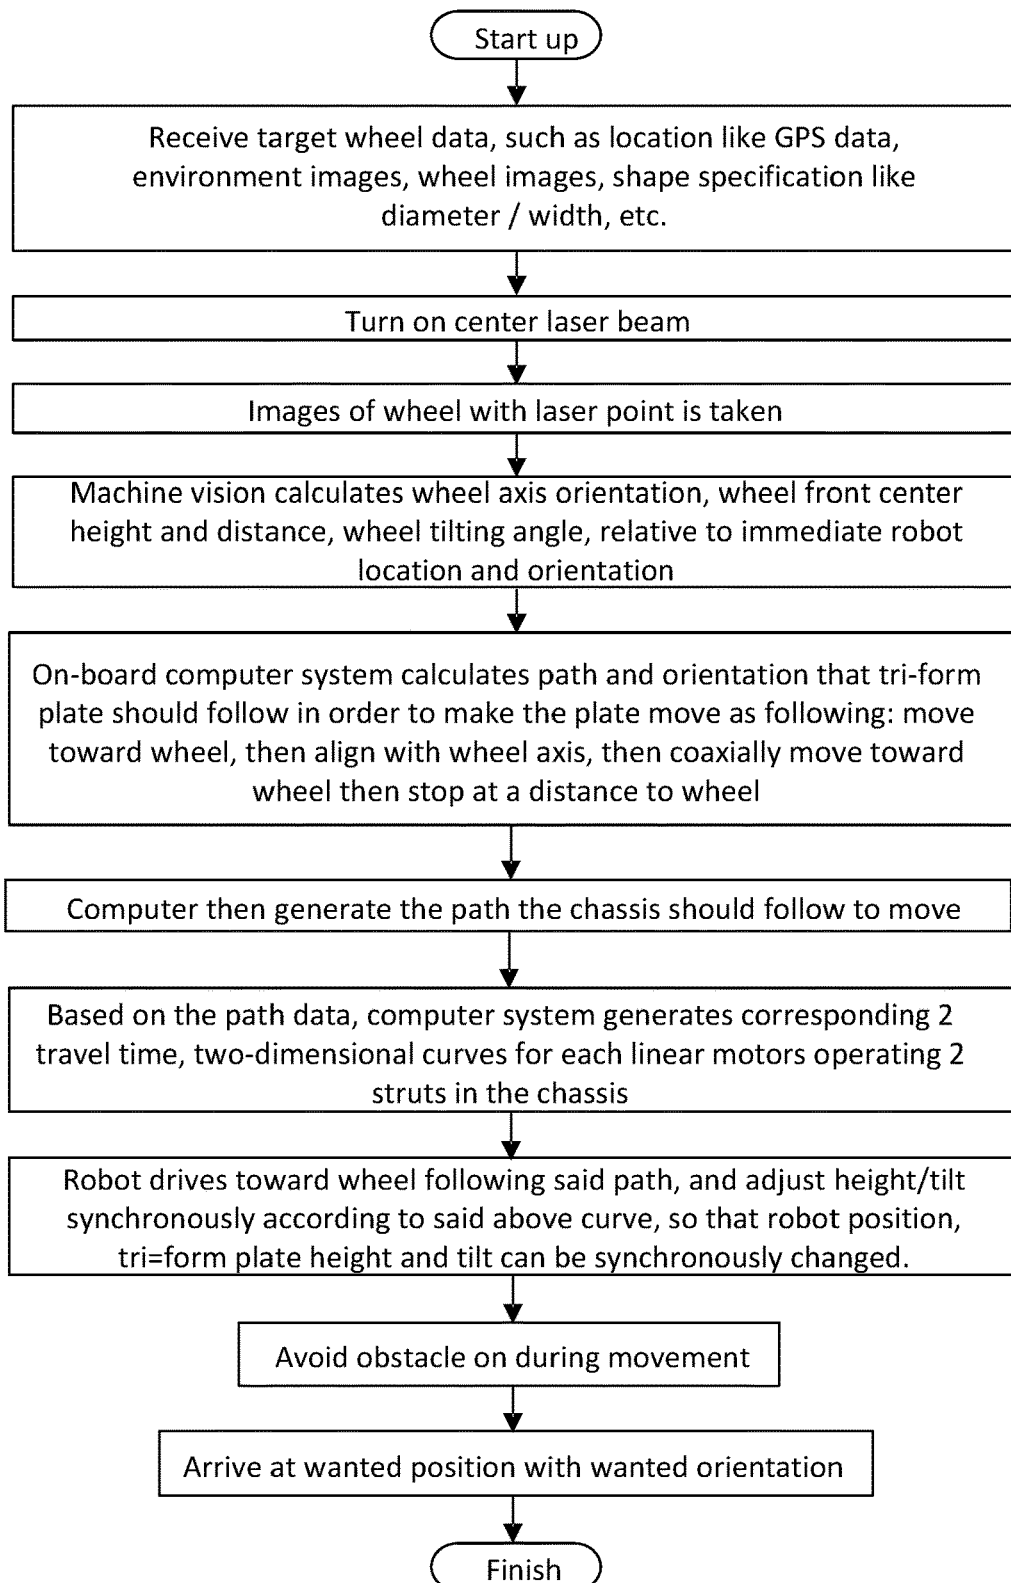 Start up
Receive target wheel data, such as location like GPS data,
environment images, wheel images, shape specification like
diameter / width, etc.
Turn on center laser beam
Images of wheel with laser point is taken
Machine vision calculates wheel axis orientation, wheel front center
height and distance, wheel tilting angle, relative to immediate robot
location and orientation
On-board computer system calculates path and orientation that tri-form
plate should follow in order to make the plate move as following: move
toward wheel, then align with wheel axis, then coaxially move toward
wheel then stop at a distance to wheel
Computer then generate the path the chassis should follow to move
Based on the path data, computer system generates corresponding 2
travel time, two-dimensional curves for each linear motors operating 2
struts in the chassis
Robot drives toward wheel following said path, and adjust height/tilt
synchronously according to said above curve, so that robot position,
tri=form plate height and tilt can be synchronously changed.
Avoid obstacle on during movement
Arrive at wanted position with wanted orientation
Finish